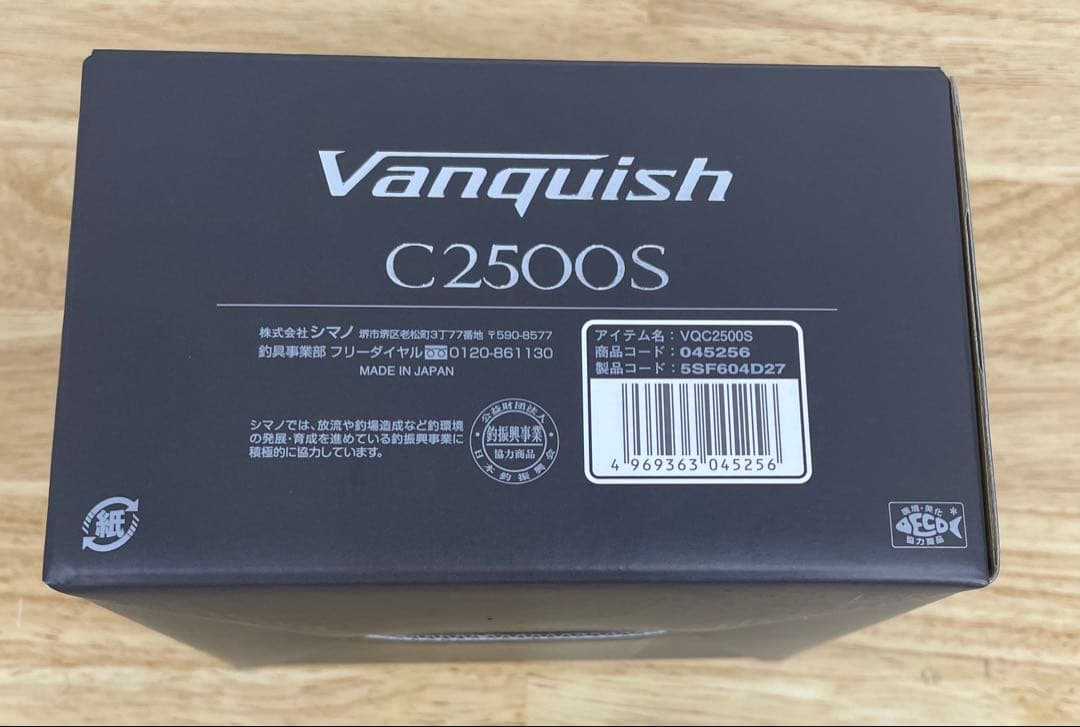 Vanquish
C2500S
株式会社 シマノ 堺市堺区老松町3丁77番地 〒590-8577
釣具事業部 フリーダイヤル 0120-861130
MADE IN JAPAN
アイテム名：VQC2500S
商品コード：045256
製品コード：5SF604D27
4 969363 045256
シマノでは、放流や釣場造成など釣環境
の発展・育成を進めている釣振興事業に
積極的に協力しています。
公益財団法人
釣振興事業
協力商品
日本釣振興会
紙
環境・美化
AECO
協力商品